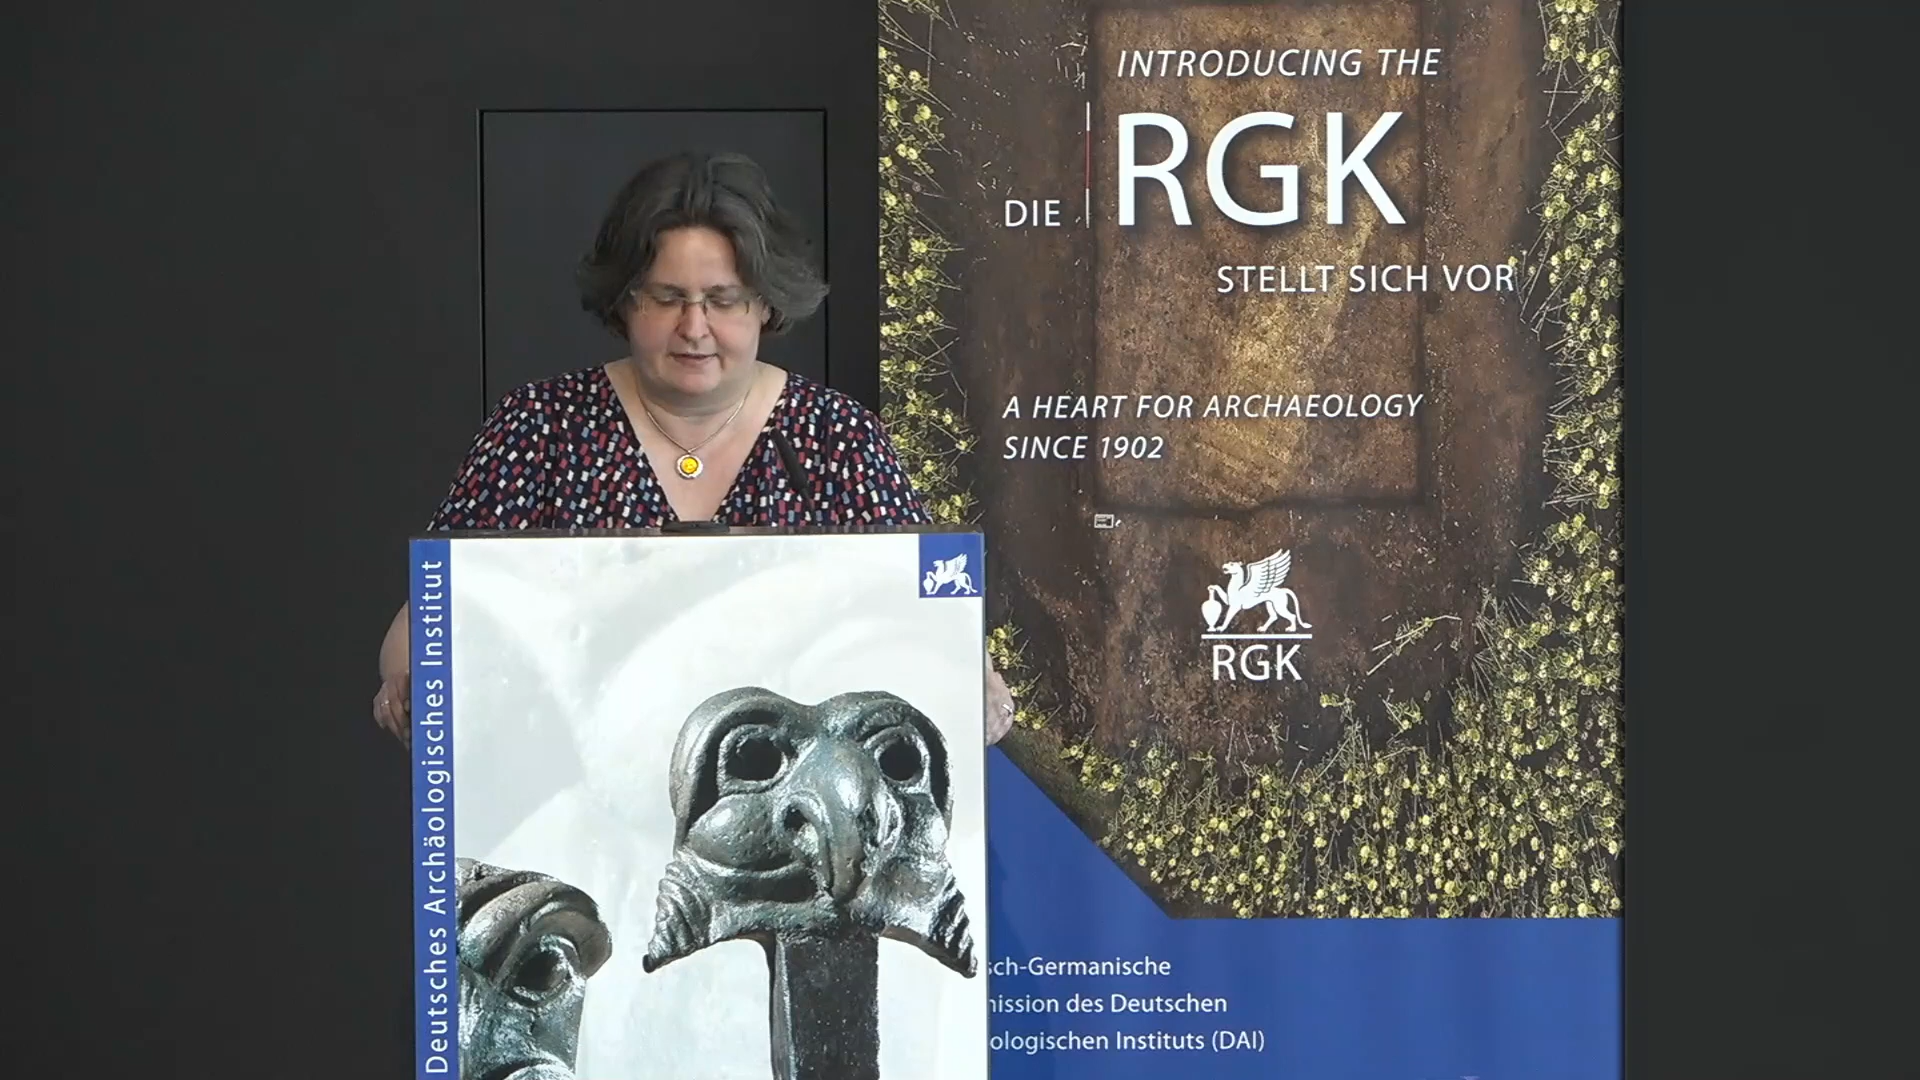 INTRODUCING THE
DIE RGK
STELLT SICH VOR
A HEART FOR ARCHAEOLOGY
SINCE 1902
RGK
Deutsches Archäologisches Institut
sch-Germanische
ission des Deutschen
ologischen Instituts (DAI)